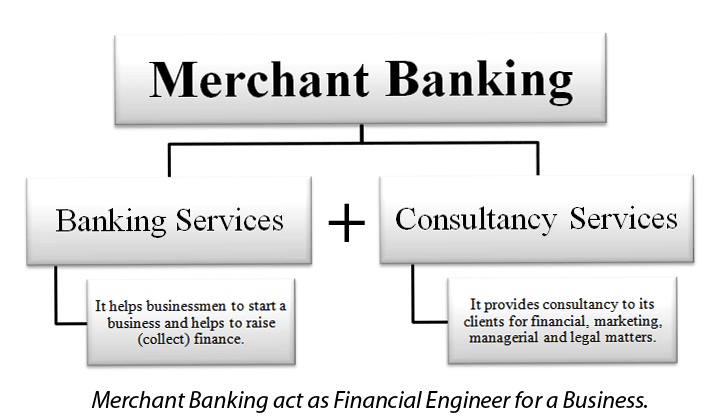 Merchant Banking
Banking Services
+
Consultancy Services
It helps businessmen to start a
business and helps to raise
(collect) finance.
It provides consultancy to its
clients for financial, marketing,
managerial and legal matters.
Merchant Banking act as Financial Engineer for a Business.